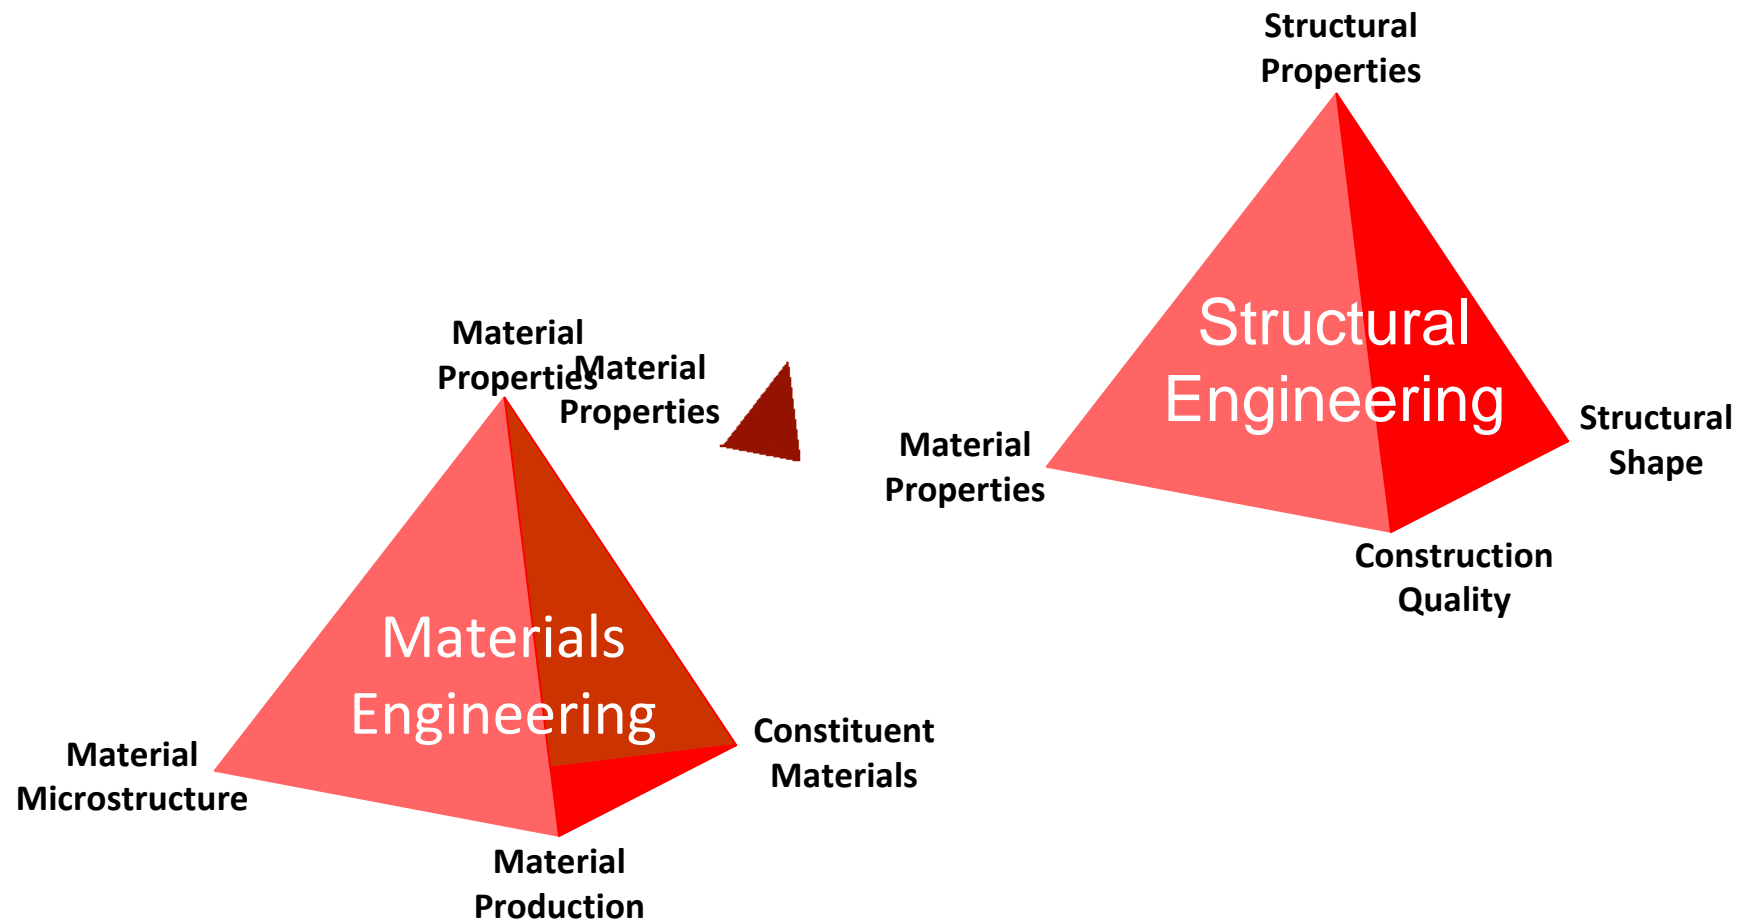 Structural
Properties
Structural
Engineering
Material
Properties
Structural
Shape
Construction
Quality
Material
Properties
Material
Properties
Materials
Engineering
Material
Microstructure
Constituent
Materials
Material
Production